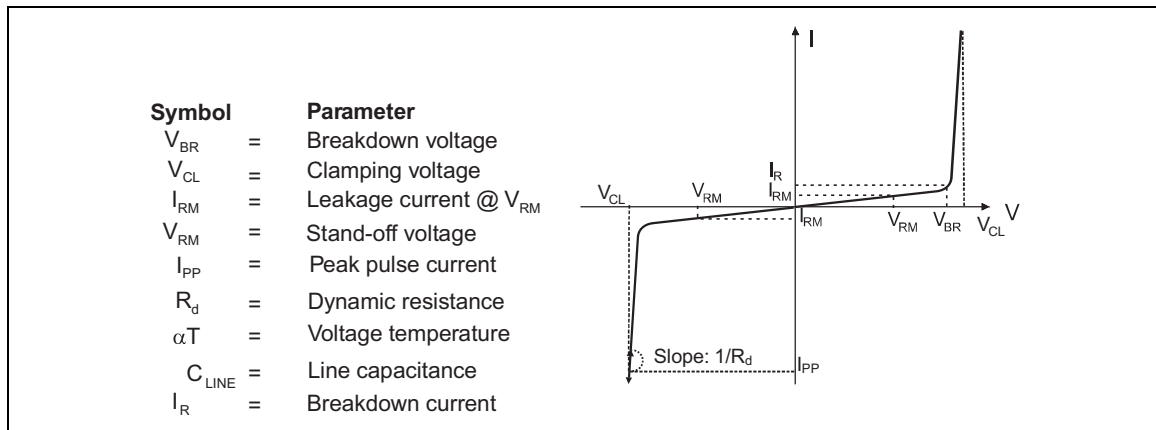 Symbol Parameter
V_BR = Breakdown voltage
V_CL = Clamping voltage
I_RM = Leakage current @ V_RM
V_RM = Stand-off voltage
I_PP = Peak pulse current
R_d = Dynamic resistance
αT = Voltage temperature
C_LINE = Line capacitance
I_R = Breakdown current
I
I_R
V_CL V_RM I_RM
I_RM V_RM V_BR V_CL V
Slope: 1/R_d I_PP